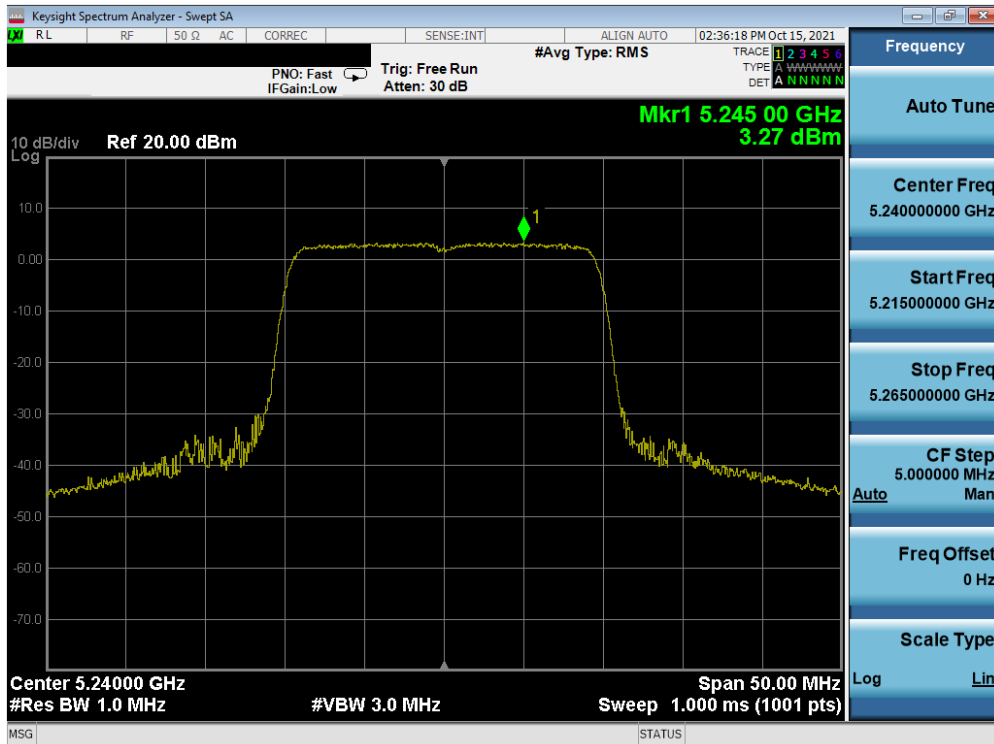 Keysight Spectrum Analyzer - Swept SA
LXI RL RF 50 Ω AC CORREC SENSE:INT ALIGN AUTO 02:36:18 PM Oct 15, 2021
#Avg Type: RMS TRACE 1 2 3 4 5 6
PNO: Fast Trig: Free Run TYPE A WWWWW
IFGain:Low Atten: 30 dB DET A N N N N N
Mkr1 5.245 00 GHz
3.27 dBm
10 dB/div Ref 20.00 dBm
Log
1
10.0
0.00
-10.0
-20.0
-30.0
-40.0
-50.0
-60.0
-70.0
Center 5.24000 GHz Span 50.00 MHz
#Res BW 1.0 MHz #VBW 3.0 MHz Sweep 1.000 ms (1001 pts)
MSG STATUS
Frequency
Auto Tune
Center Freq
5.240000000 GHz
Start Freq
5.215000000 GHz
Stop Freq
5.265000000 GHz
CF Step
5.000000 MHz
Auto Man
Freq Offset
0 Hz
Scale Type
Log Lin